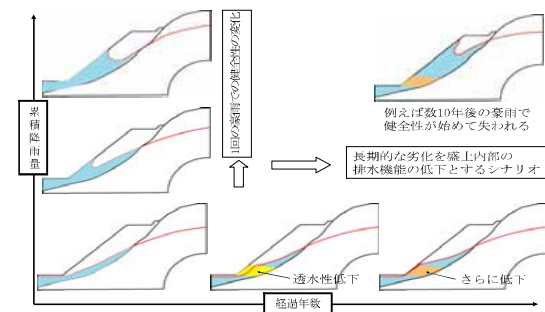 例えば数10年後の豪雨で
健全性が始めて失われる
累積降雨量
長期的な劣化を盛土内部の
排水機能の低下とするシナリオ
透水性低下
さらに低下
経過年数